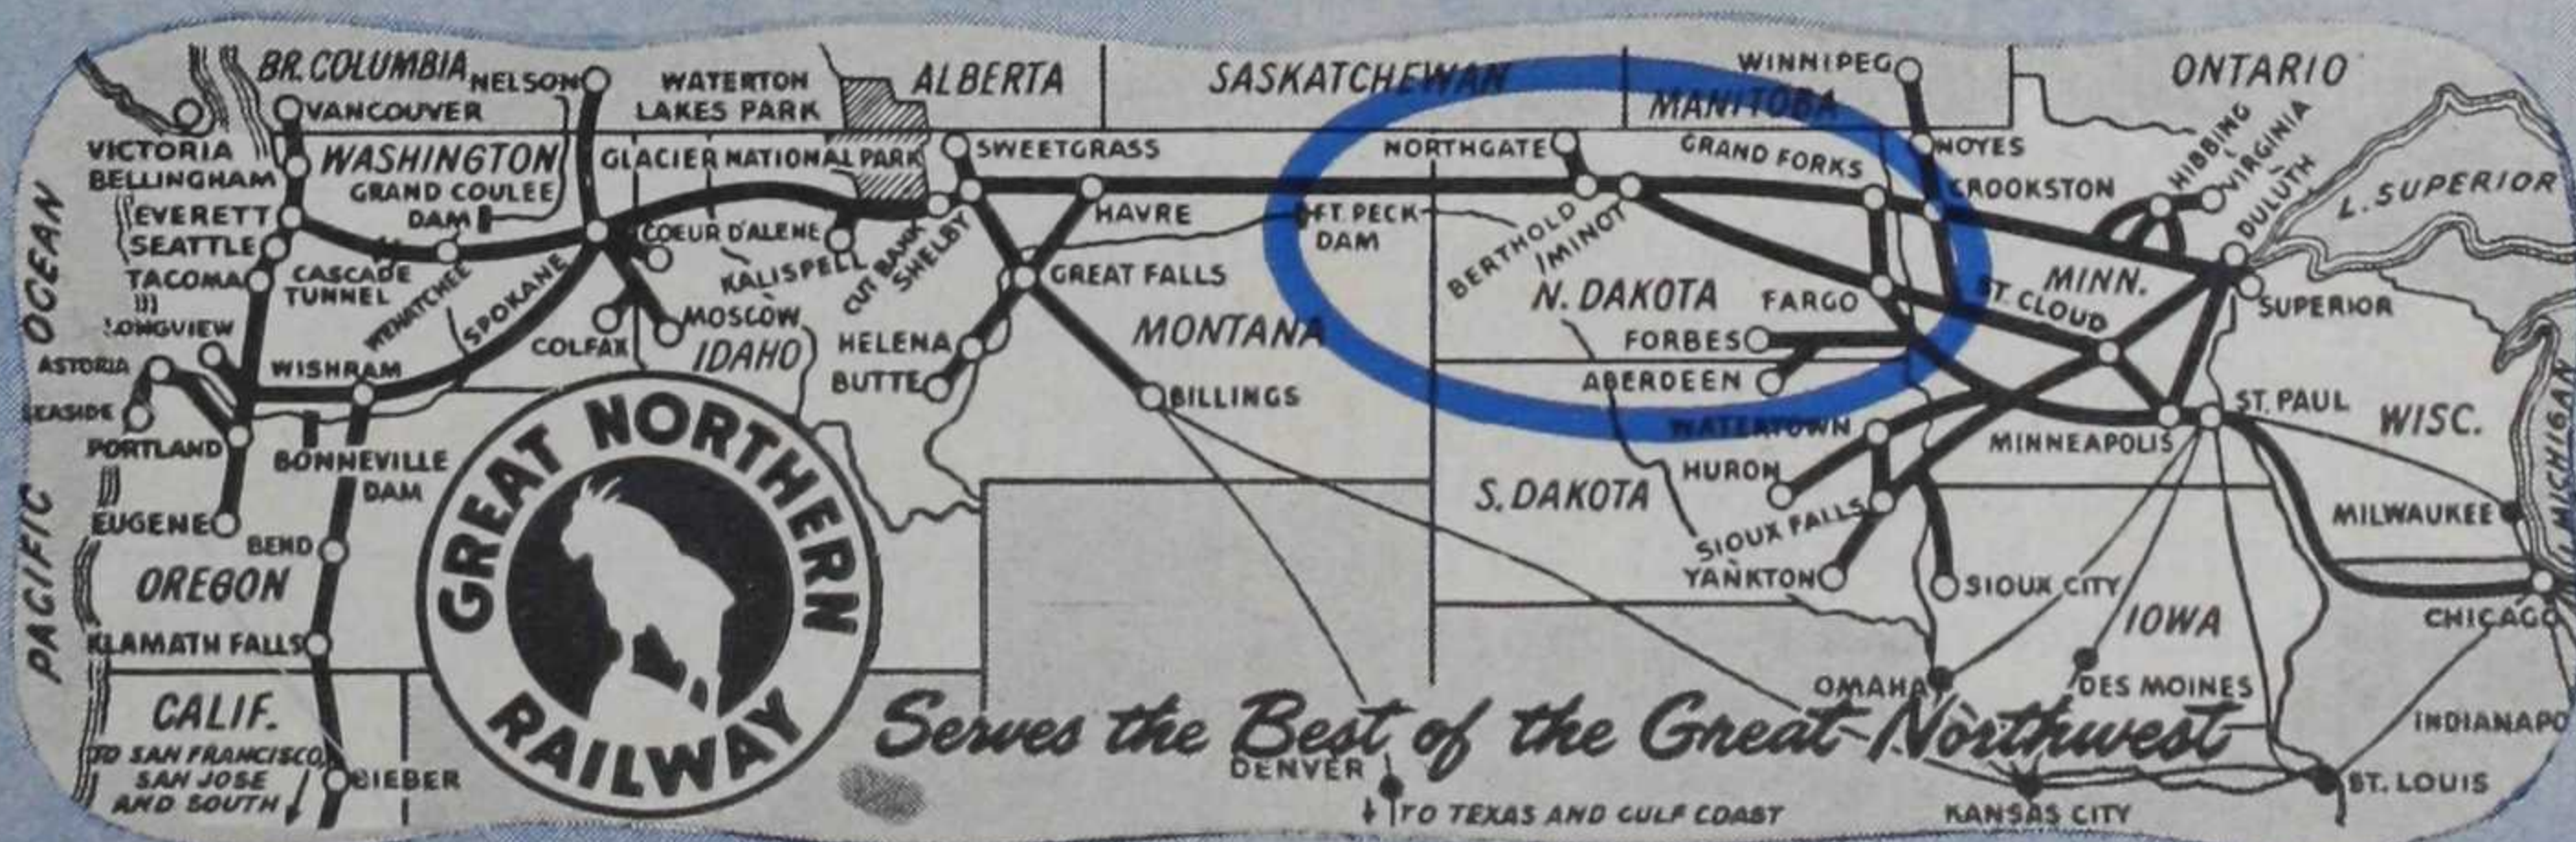 BR. COLUMBIA
NELSON
WATERTON
LAKES PARK
ALBERTA
SASKATCHEWAN
WINNIPEG
MANITOBA
ONTARIO
VANCOUVER
VICTORIA
BELLINGHAM
WASHINGTON
GRAND COULEE
DAM
GLACIER NATIONAL PARK
SWEETGRASS
NORTHGATE
GRAND FORKS
NOYES
CROOKSTON
HIBBING
VIRGINIA
DULUTH
L. SUPERIOR
EVERETT
SEATTLE
TACOMA
CASCADE
TUNNEL
WENATCHEE
SPOKANE
COEUR D'ALENE
KALISPELL
CUT BANK
SHELBY
HAVRE
GREAT FALLS
FT. PECK
DAM
BERTHOLD
MINOT
N. DAKOTA
FARGO
ST. CLOUD
MINN.
SUPERIOR
PACIFIC OCEAN
LONGVIEW
ASTORIA
SEASIDE
PORTLAND
WISHRAM
COLFAX
MOSCOW
IDAHO
HELENA
BUTTE
MONTANA
BILLINGS
FORBES
ABERDEEN
WATERTOWN
HURON
MINNEAPOLIS
ST. PAUL
WISC.
L. MICHIGAN
BONNEVILLE
DAM
EUGENE
BEND
OREGON
KLAMATH FALLS
S. DAKOTA
SIOUX FALLS
YANKTON
SIOUX CITY
IOWA
MILWAUKEE
CHICAGO
GREAT NORTHERN
RAILWAY
CALIF.
TO SAN FRANCISCO,
SAN JOSE
AND SOUTH
BIEBER
OMAHA
DES MOINES
INDIANAPO
Serves the Best of the Great Northwest
DENVER
TO TEXAS AND GULF COAST
KANSAS CITY
ST. LOUIS